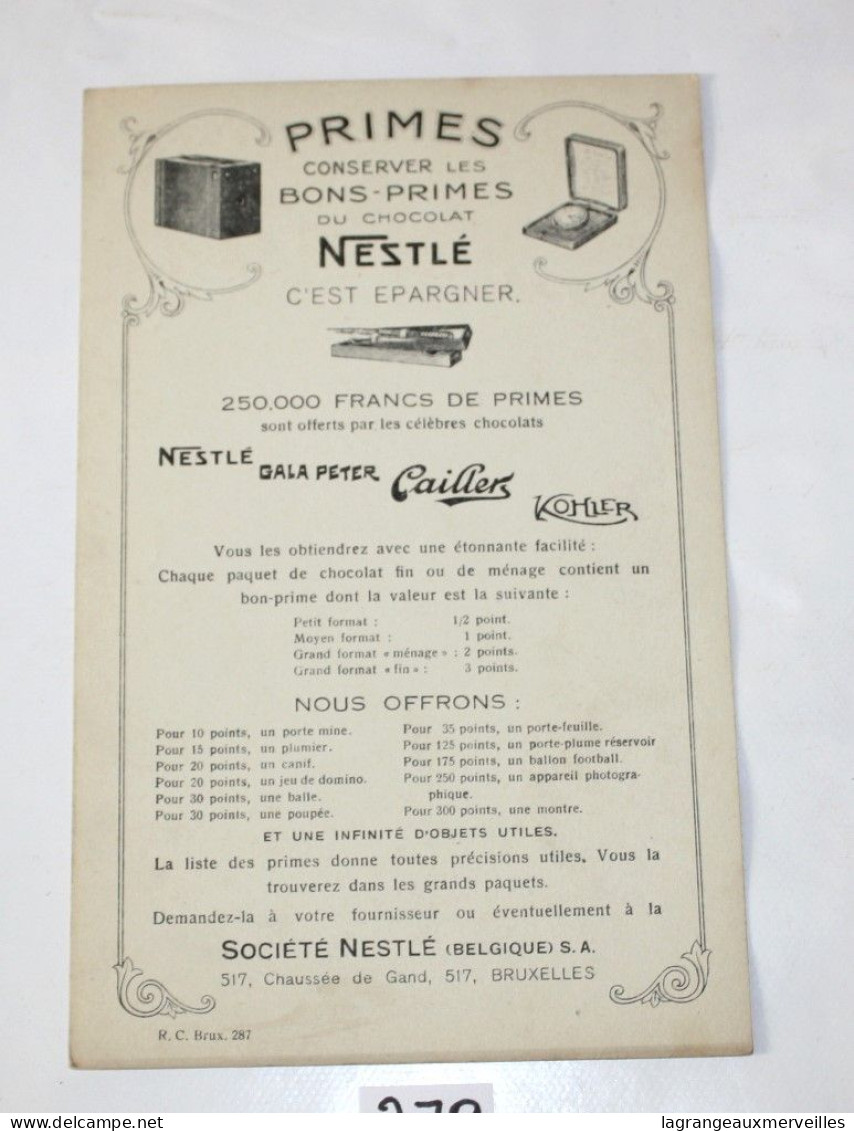 PRIMES
CONSERVER LES
BONS-PRIMES
DU CHOCOLAT
NESTLÉ
C'EST EPARGNER.
250.000 FRANCS DE PRIMES
sont offerts par les célèbres chocolats
NESTLÉ
GALA PETER
Cailler
KOHLER
Vous les obtiendrez avec une étonnante facilité :
Chaque paquet de chocolat fin ou de ménage contient un
bon-prime dont la valeur est la suivante :
Petit format : 1/2 point.
Moyen format : 1 point.
Grand format « ménage » : 2 points.
Grand format « fin » : 3 points.
NOUS OFFRONS :
Pour 10 points, un porte mine.
Pour 15 points, un plumier.
Pour 20 points, un canif.
Pour 20 points, un jeu de domino.
Pour 30 points, une balle.
Pour 30 points, une poupée.
Pour 35 points, un porte-feuille.
Pour 125 points, un porte-plume réservoir
Pour 175 points, un ballon football.
Pour 250 points, un appareil photogra-
phique.
Pour 300 points, une montre.
ET UNE INFINITÉ D'OBJETS UTILES.
La liste des primes donne toutes précisions utiles. Vous la
trouverez dans les grands paquets.
Demandez-la à votre fournisseur ou éventuellement à la
SOCIÉTÉ NESTLÉ (BELGIQUE) S. A.
517, Chaussée de Gand, 517, BRUXELLES
R. C. Brux. 287
delcampe.net
lagrangeauxmerveilles